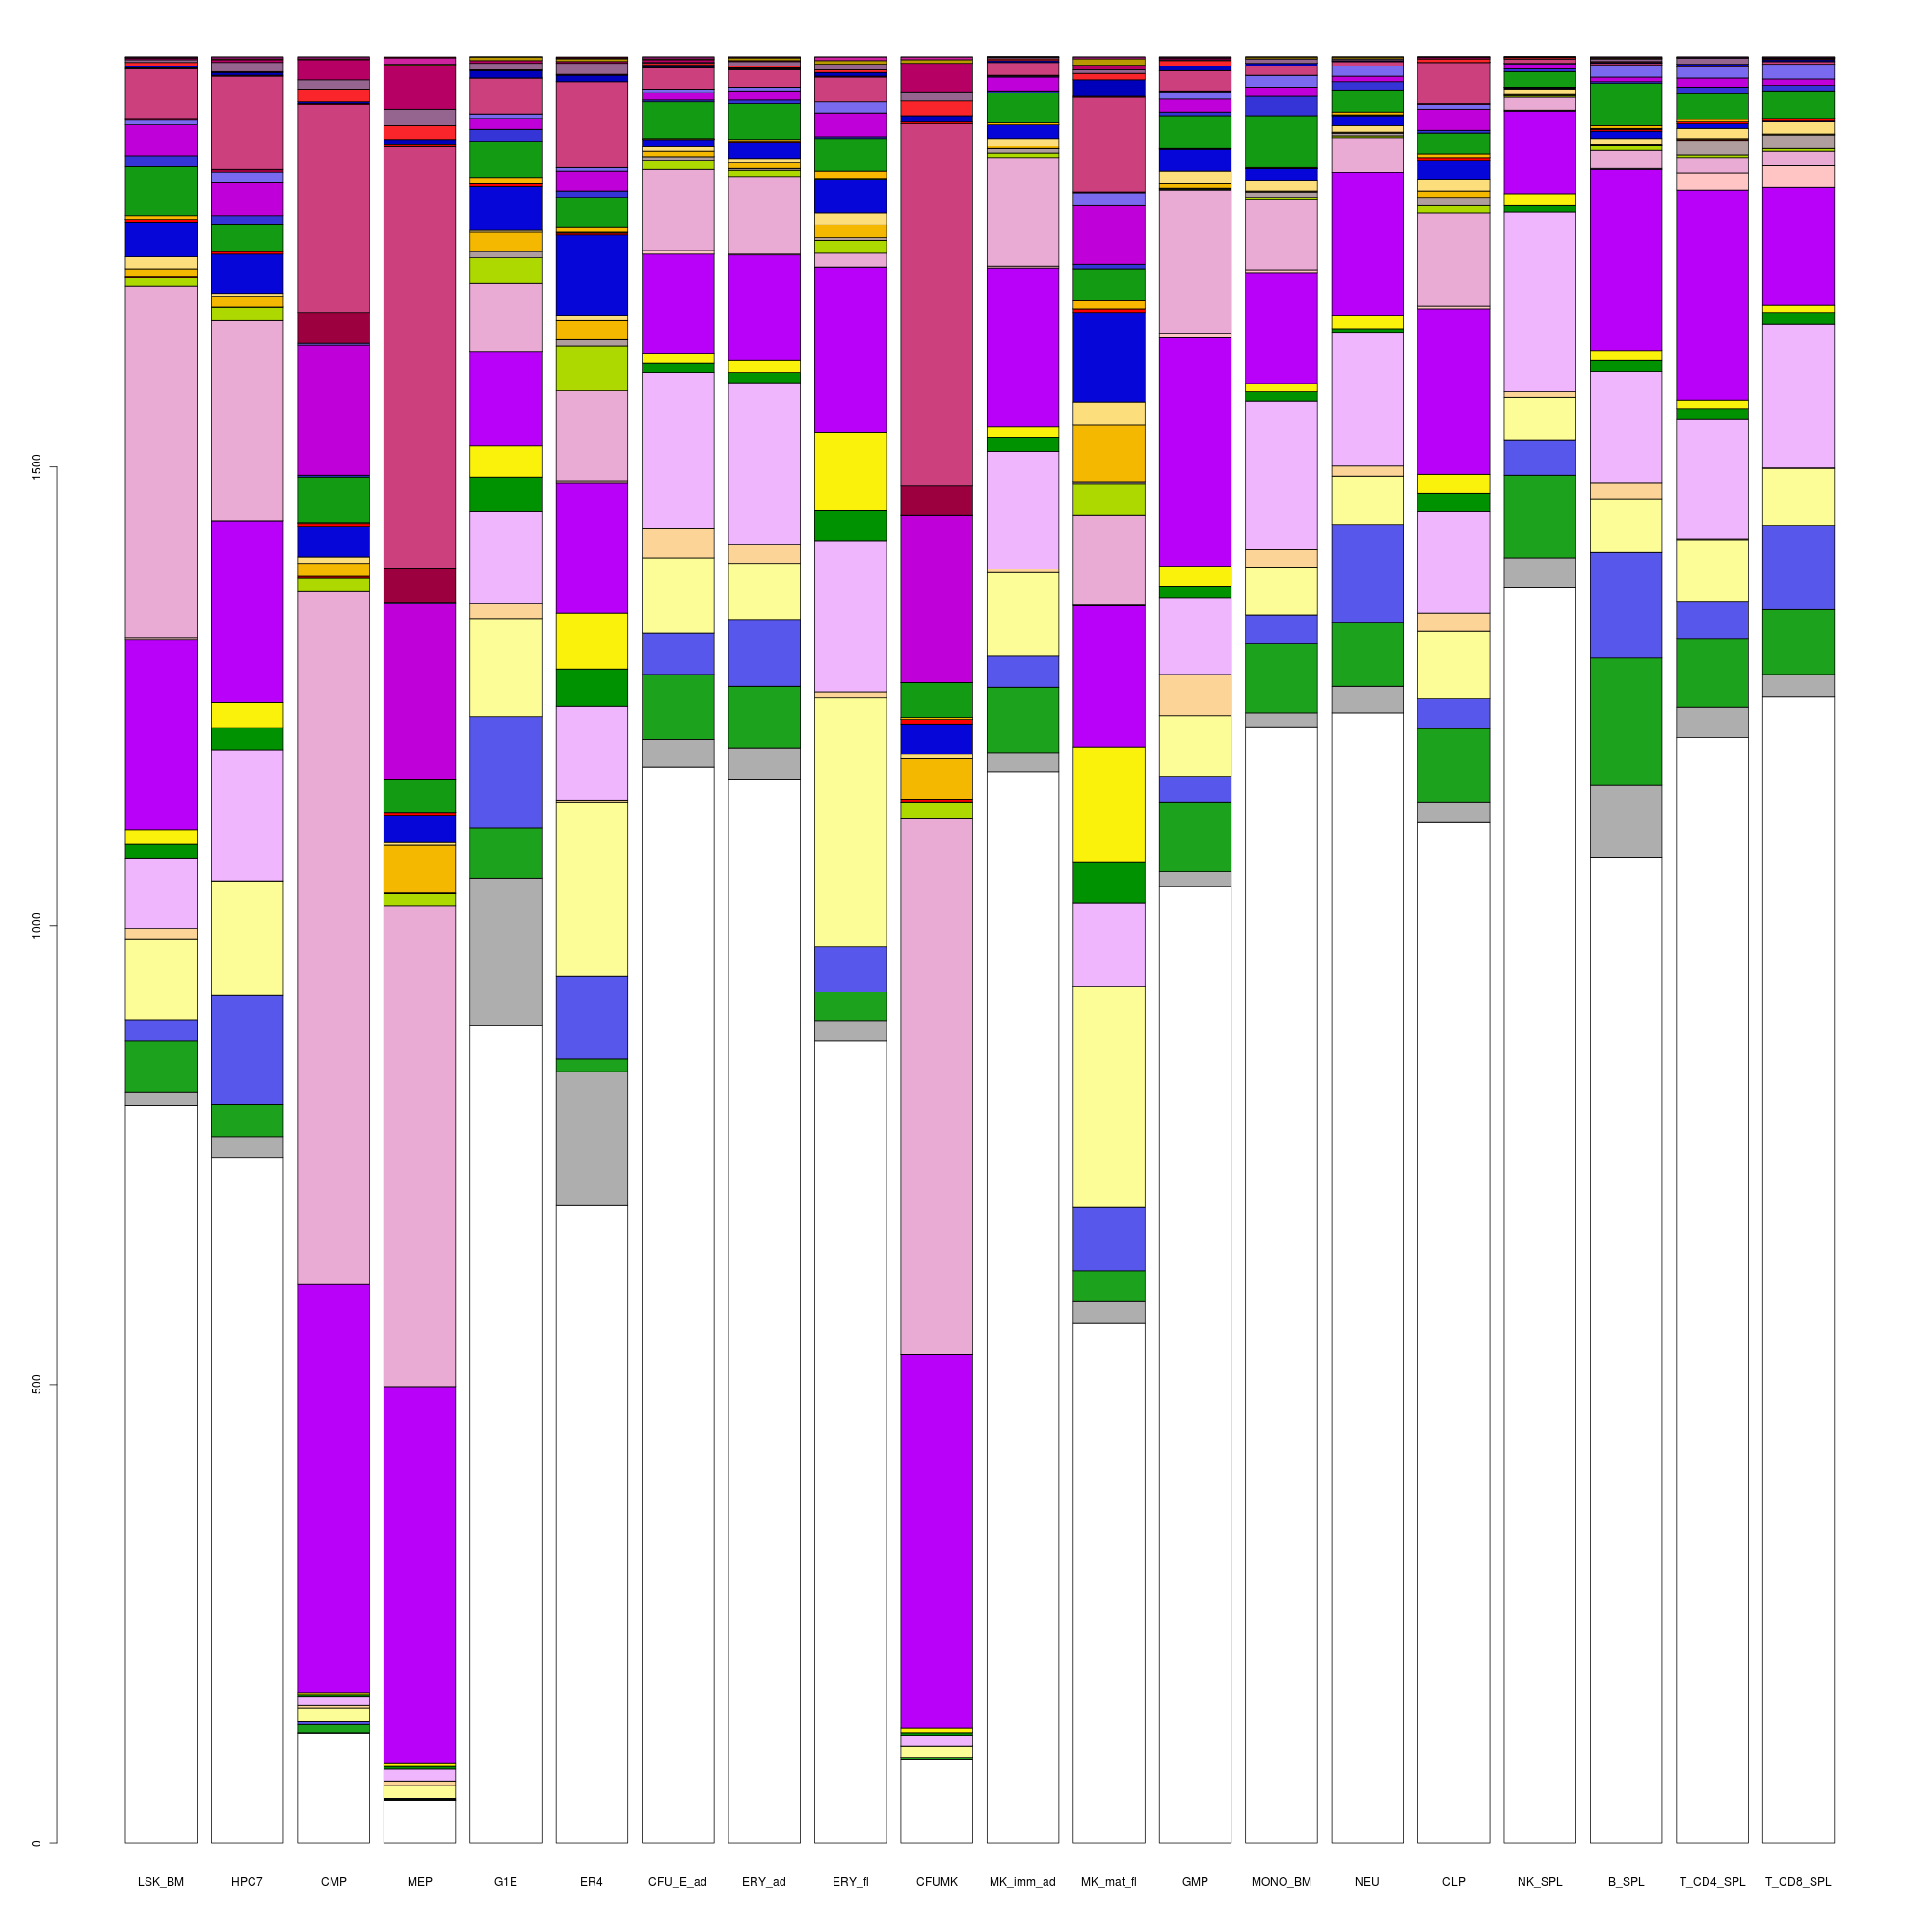 1500
1000
500
0
LSK_BM HPC7 CMP MEP G1E ER4 CFU_E_ad ERY_ad ERY_fl CFUMK MK_imm_ad MK_mat_fl GMP MONO_BM NEU CLP NK_SPL B_SPL T_CD4_SPL T_CD8_SPL